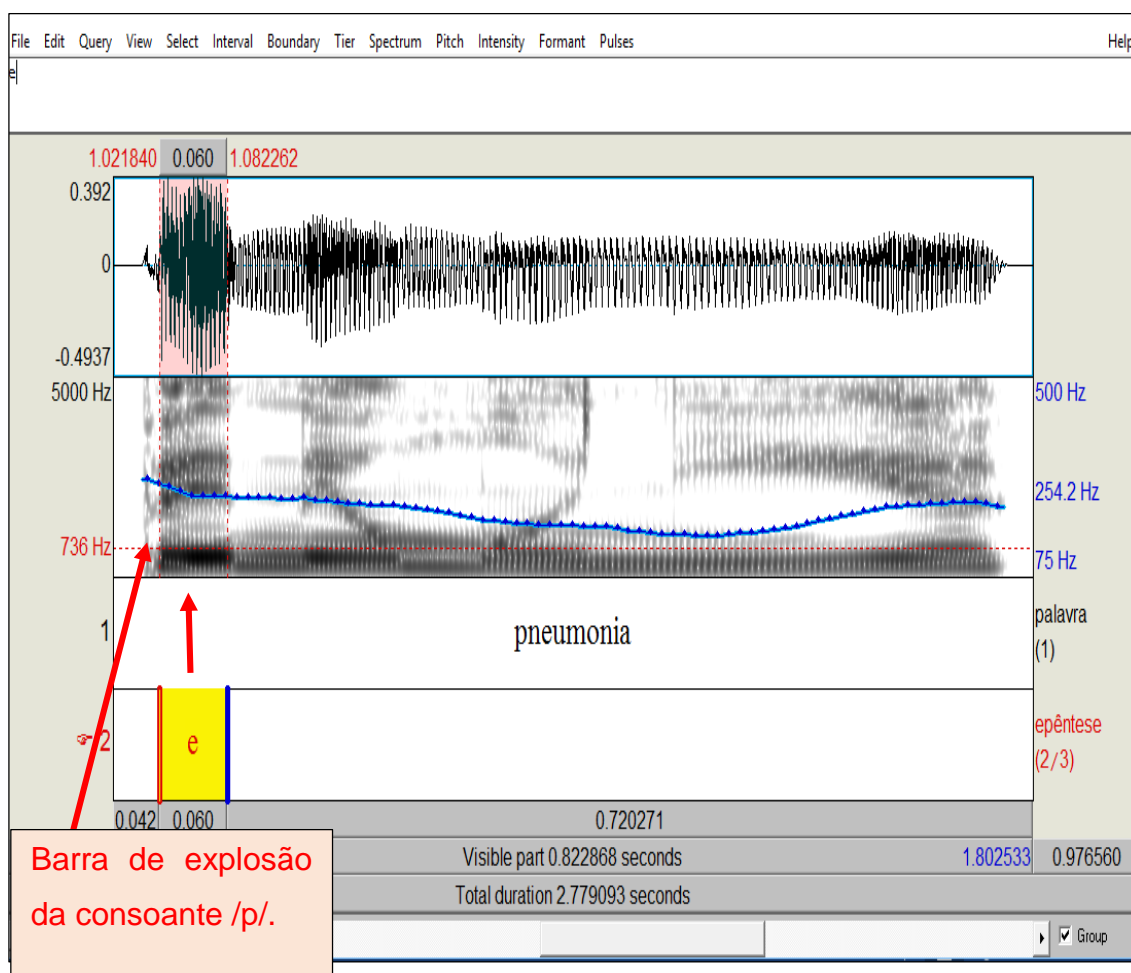 File Edit Query View Select Interval Boundary Tier Spectrum Pitch Intensity Formant Pulses Help
e
1.021840 0.060 1.082262
0.392
0
-0.4937
5000 Hz 500 Hz
254.2 Hz
736 Hz
75 Hz
1 pneumonia palavra
(1)
2 e epêntese
(2/3)
0.042 0.060 0.720271
Visible part 0.822868 seconds 1.802533 0.976560
Total duration 2.779093 seconds
Group
Barra de explosão
da consoante /p/.